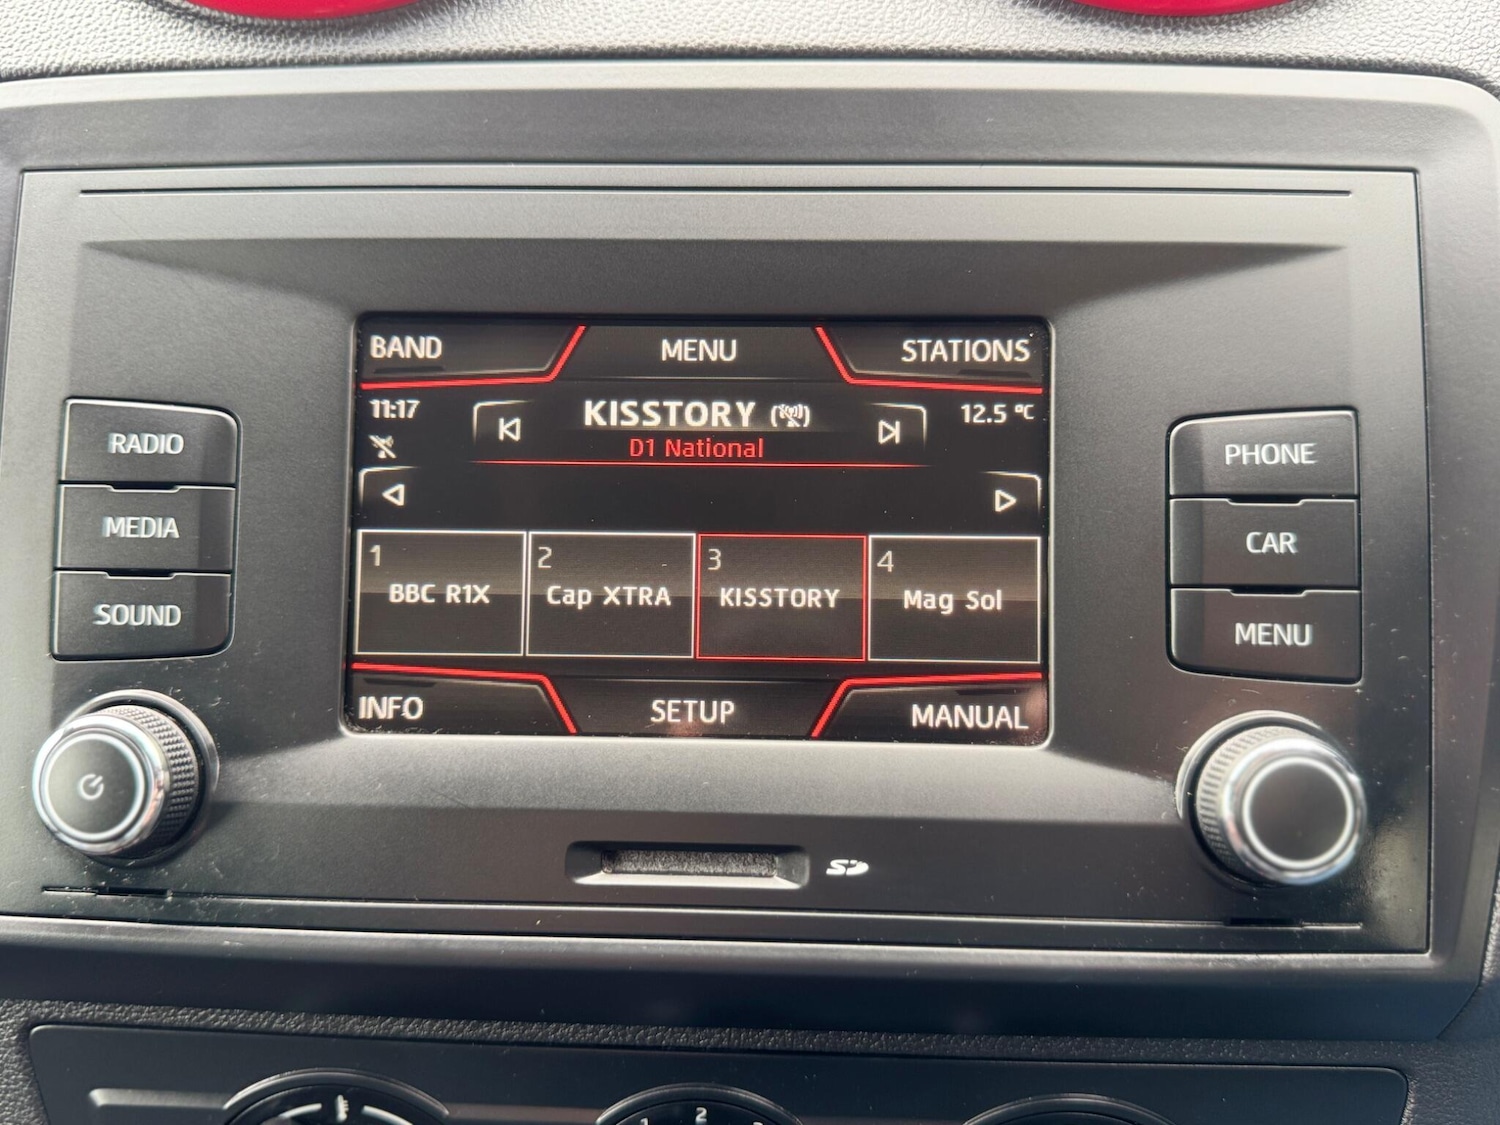 BAND MENU STATIONS
11:17 KISSTORY 12.5 °C
D1 National
1 2 3 4
BBC R1X Cap XTRA KISSTORY Mag Sol
INFO SETUP MANUAL
RADIO
MEDIA
SOUND
PHONE
CAR
MENU
SD
2